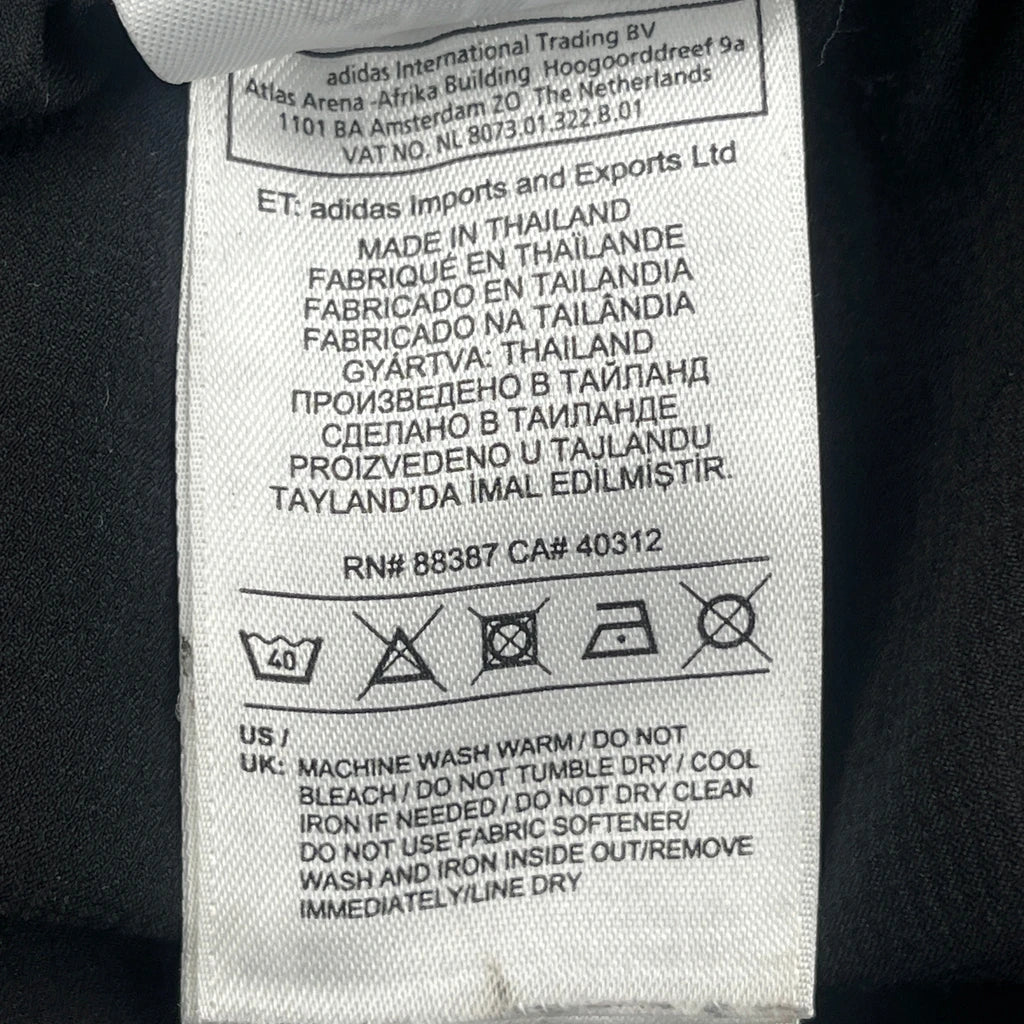 adidas International Trading BV
Atlas Arena -Afrika Building Hoogoorddreef 9a
1101 BA Amsterdam ZO The Netherlands
VAT NO. NL 8073.01.322.B.01
ET: adidas Imports and Exports Ltd
MADE IN THAILAND
FABRIQUÉ EN THAÏLANDE
FABRICADO EN TAILANDIA
FABRICADO NA TAILÂNDIA
GYÁRTVA: THAILAND
ПРОИЗВЕДЕНО В ТАЙЛАНД
СДЕЛАНО В ТАИЛАНДЕ
PROIZVEDENO U TAJLANDU
TAYLAND'DA İMAL EDİLMİŞTİR.
RN# 88387 CA# 40312
40
US /
UK: MACHINE WASH WARM / DO NOT
BLEACH / DO NOT TUMBLE DRY / COOL
IRON IF NEEDED / DO NOT DRY CLEAN
DO NOT USE FABRIC SOFTENER/
WASH AND IRON INSIDE OUT/REMOVE
IMMEDIATELY/LINE DRY